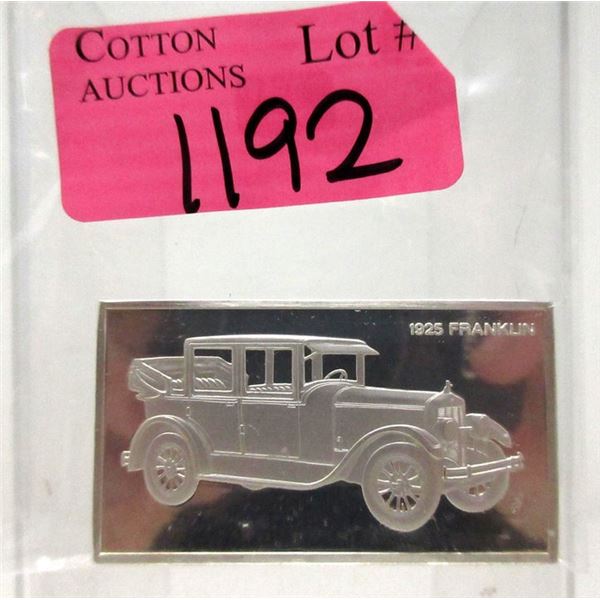 COTTON Lot #
AUCTIONS
1192
1925 FRANKLIN